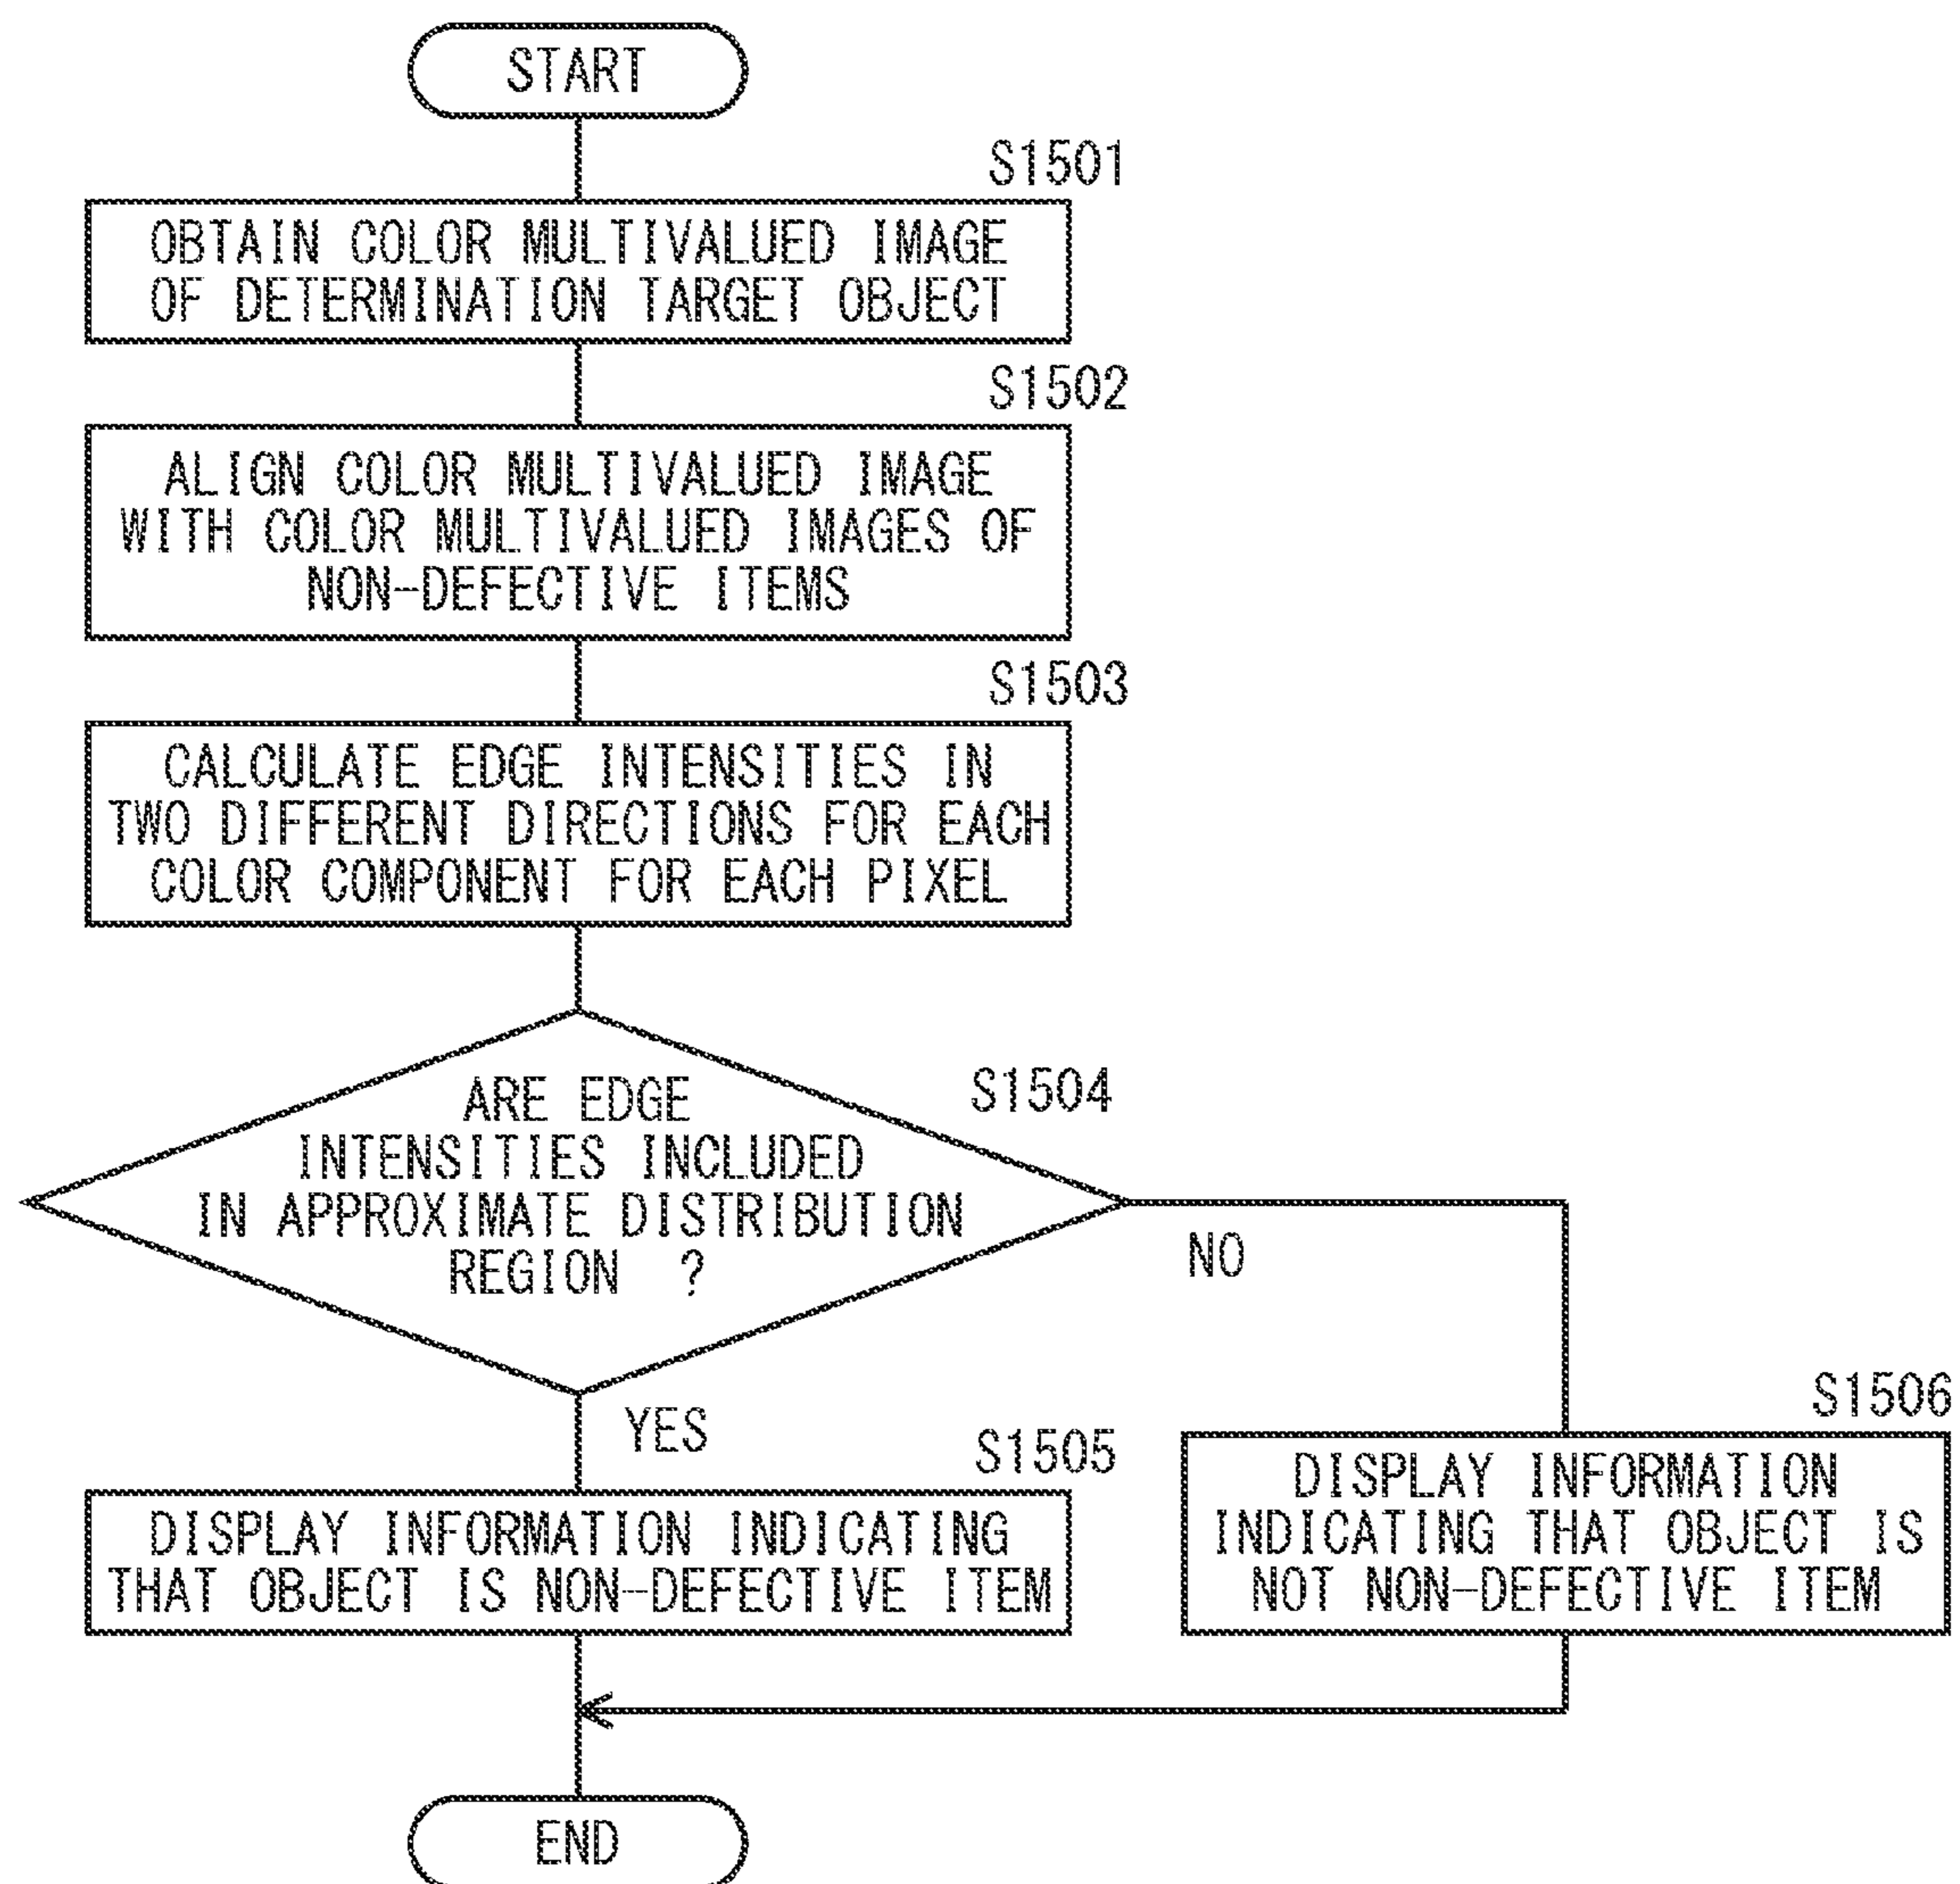 START
S1501
OBTAIN COLOR MULTIVALUED IMAGE
OF DETERMINATION TARGET OBJECT
S1502
ALIGN COLOR MULTIVALUED IMAGE
WITH COLOR MULTIVALUED IMAGES OF
NON-DEFECTIVE ITEMS
S1503
CALCULATE EDGE INTENSITIES IN
TWO DIFFERENT DIRECTIONS FOR EACH
COLOR COMPONENT FOR EACH PIXEL
S1504
ARE EDGE
INTENSITIES INCLUDED
IN APPROXIMATE DISTRIBUTION
REGION ?
NO
YES
S1505
DISPLAY INFORMATION INDICATING
THAT OBJECT IS NON-DEFECTIVE ITEM
S1506
DISPLAY INFORMATION
INDICATING THAT OBJECT IS
NOT NON-DEFECTIVE ITEM
END